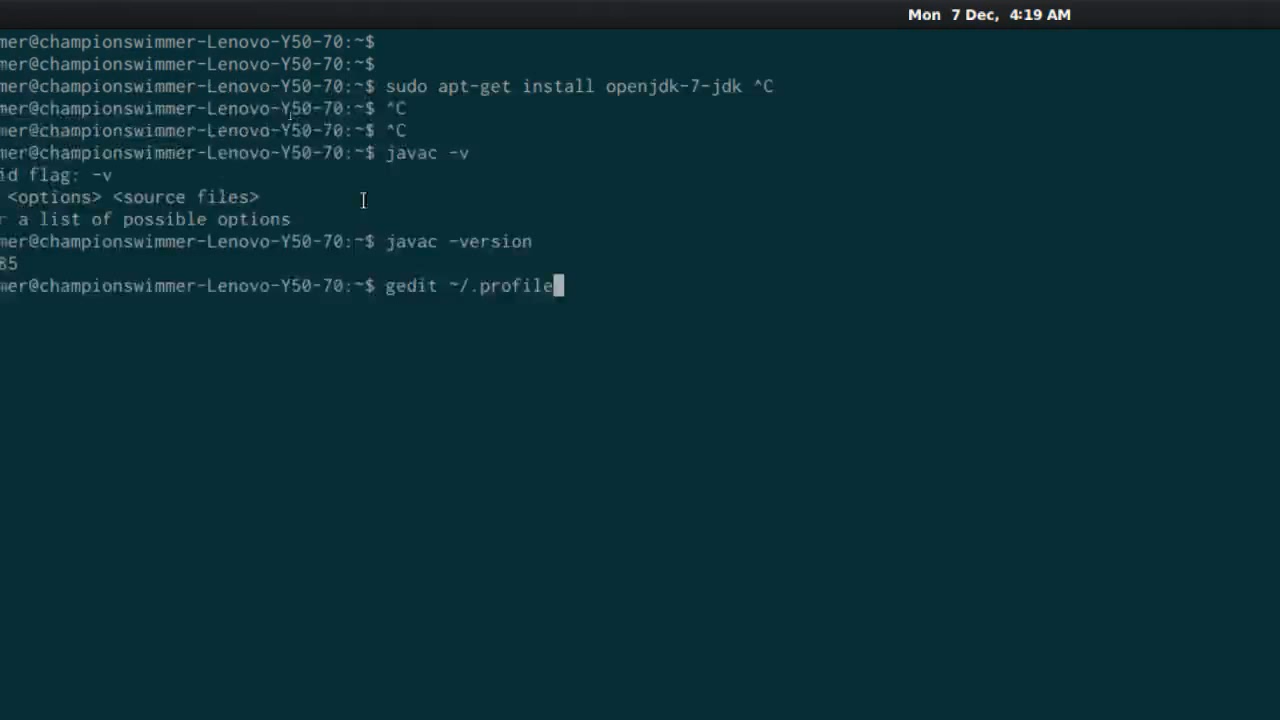 Mon 7 Dec, 4:19 AM
mer@championswimmer-Lenovo-Y50-70:~$
mer@championswimmer-Lenovo-Y50-70:~$
mer@championswimmer-Lenovo-Y50-70:~$ sudo apt-get install openjdk-7-jdk ^C
mer@championswimmer-Lenovo-Y50-70:~$ ^C
mer@championswimmer-Lenovo-Y50-70:~$ ^C
mer@championswimmer-Lenovo-Y50-70:~$ javac -v
id flag: -v
<options> <source files>
r a list of possible options
mer@championswimmer-Lenovo-Y50-70:~$ javac -version
85
mer@championswimmer-Lenovo-Y50-70:~$ gedit ~/.profile